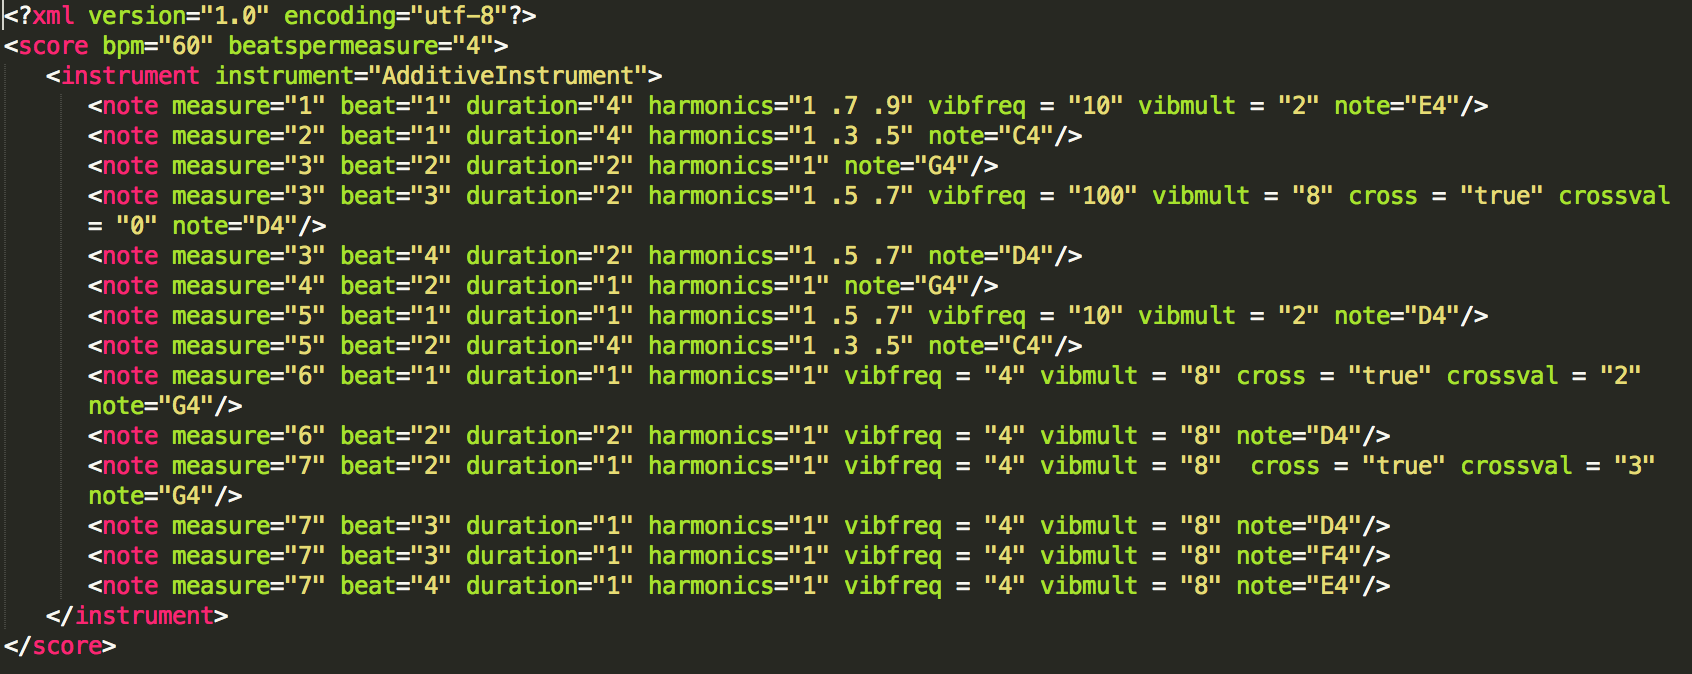 <?xml version="1.0" encoding="utf-8"?>
<score bpm="60" beatspermeasure="4">
<instrument instrument="AdditiveInstrument">
<note measure="1" beat="1" duration="4" harmonics="1 .7 .9" vibfreq = "10" vibmult = "2" note="E4"/>
<note measure="2" beat="1" duration="4" harmonics="1 .3 .5" note="C4"/>
<note measure="3" beat="2" duration="2" harmonics="1" note="G4"/>
<note measure="3" beat="3" duration="2" harmonics="1 .5 .7" vibfreq = "100" vibmult = "8" cross = "true" crossval
= "0" note="D4"/>
<note measure="3" beat="4" duration="2" harmonics="1 .5 .7" note="D4"/>
<note measure="4" beat="2" duration="1" harmonics="1" note="G4"/>
<note measure="5" beat="1" duration="1" harmonics="1 .5 .7" vibfreq = "10" vibmult = "2" note="D4"/>
<note measure="5" beat="2" duration="4" harmonics="1 .3 .5" note="C4"/>
<note measure="6" beat="1" duration="1" harmonics="1" vibfreq = "4" vibmult = "8" cross = "true" crossval = "2"
note="G4"/>
<note measure="6" beat="2" duration="2" harmonics="1" vibfreq = "4" vibmult = "8" note="D4"/>
<note measure="7" beat="2" duration="1" harmonics="1" vibfreq = "4" vibmult = "8"  cross = "true" crossval = "3"
note="G4"/>
<note measure="7" beat="3" duration="1" harmonics="1" vibfreq = "4" vibmult = "8" note="D4"/>
<note measure="7" beat="3" duration="1" harmonics="1" vibfreq = "4" vibmult = "8" note="F4"/>
<note measure="7" beat="4" duration="1" harmonics="1" vibfreq = "4" vibmult = "8" note="E4"/>
</instrument>
</score>